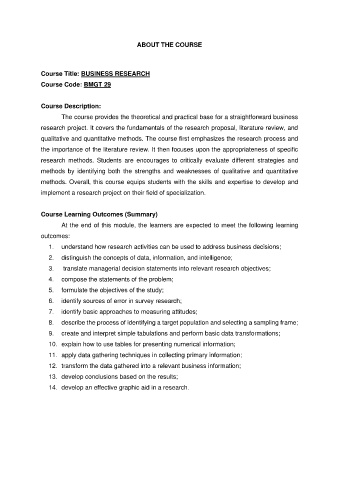 ABOUT THE COURSE
Course Title: BUSINESS RESEARCH
Course Code: BMGT 29
Course Description:
The course provides the theoretical and practical base for a straightforward business
research project. It covers the fundamentals of the research proposal, literature review, and
qualitative and quantitative methods. The course first emphasizes the research process and
the importance of the literature review. It then focuses upon the appropriateness of specific
research methods. Students are encourages to critically evaluate different strategies and
methods by identifying both the strengths and weaknesses of qualitative and quantitative
methods. Overall, this course equips students with the skills and expertise to develop and
implement a research project on their field of specialization.
Course Learning Outcomes (Summary)
At the end of this module, the learners are expected to meet the following learning
outcomes:
1. understand how research activities can be used to address business decisions;
2. distinguish the concepts of data, information, and intelligence;
3. translate managerial decision statements into relevant research objectives;
4. compose the statements of the problem;
5. formulate the objectives of the study;
6. identify sources of error in survey research;
7. identify basic approaches to measuring attitudes;
8. describe the process of identifying a target population and selecting a sampling frame;
9. create and interpret simple tabulations and perform basic data transformations;
10. explain how to use tables for presenting numerical information;
11. apply data gathering techniques in collecting primary information;
12. transform the data gathered into a relevant business information;
13. develop conclusions based on the results;
14. develop an effective graphic aid in a research.